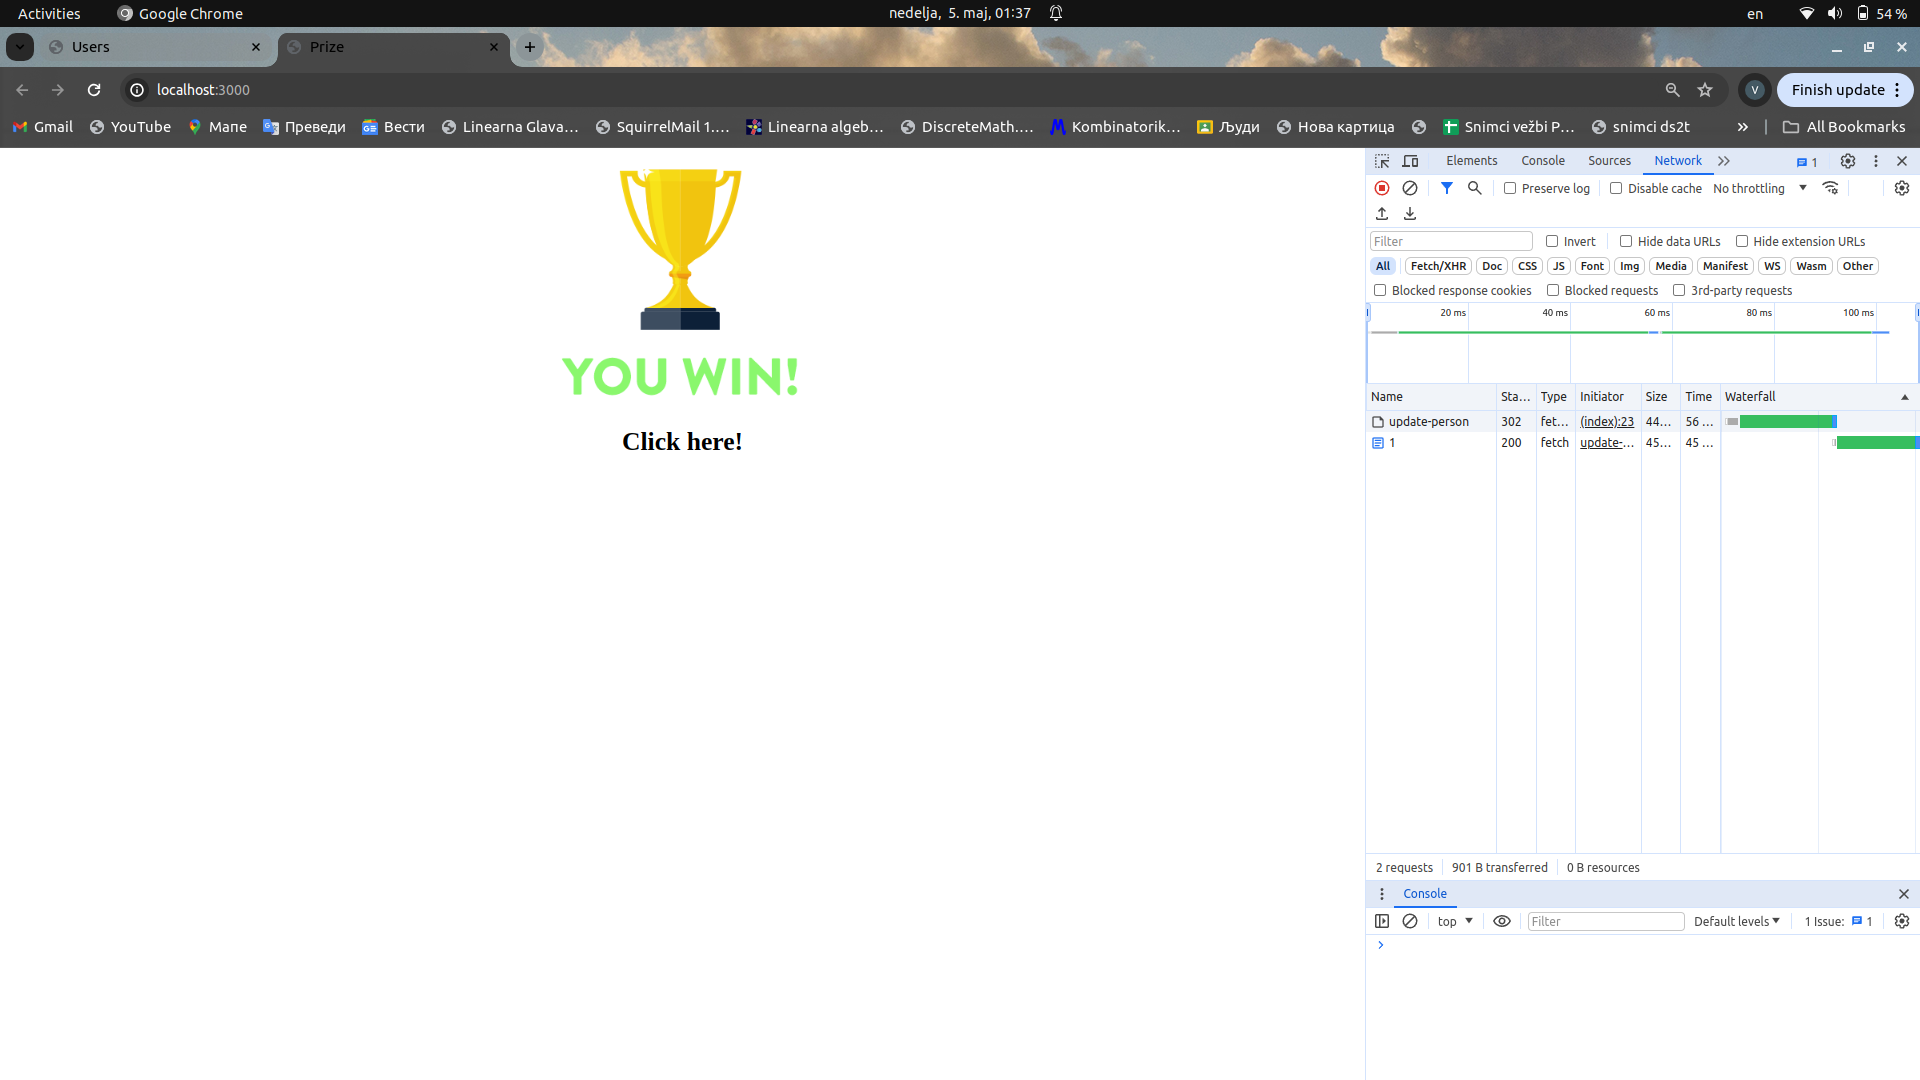 Activities Google Chrome nedelja, 5. maj, 01:37 en 54 %
Users Prize
localhost:3000 V Finish update
Gmail YouTube Мапе Преведи Вести Linearna Glava… SquirrelMail 1.… Linearna algeb… DiscreteMath.… Kombinatorik… Људи Нова картица Snimci vežbi P… snimci ds2t All Bookmarks
YOU WIN!
Click here!
Elements Console Sources Network 1
Preserve log Disable cache No throttling
Filter Invert Hide data URLs Hide extension URLs
All Fetch/XHR Doc CSS JS Font Img Media Manifest WS Wasm Other
Blocked response cookies Blocked requests 3rd-party requests
20 ms 40 ms 60 ms 80 ms 100 ms
Name Sta… Type Initiator Size Time Waterfall
update-person 302 fet… (index):23 44… 56 …
1 200 fetch update-… 45… 45 …
2 requests 901 B transferred 0 B resources
Console
top Filter Default levels 1 Issue: 1